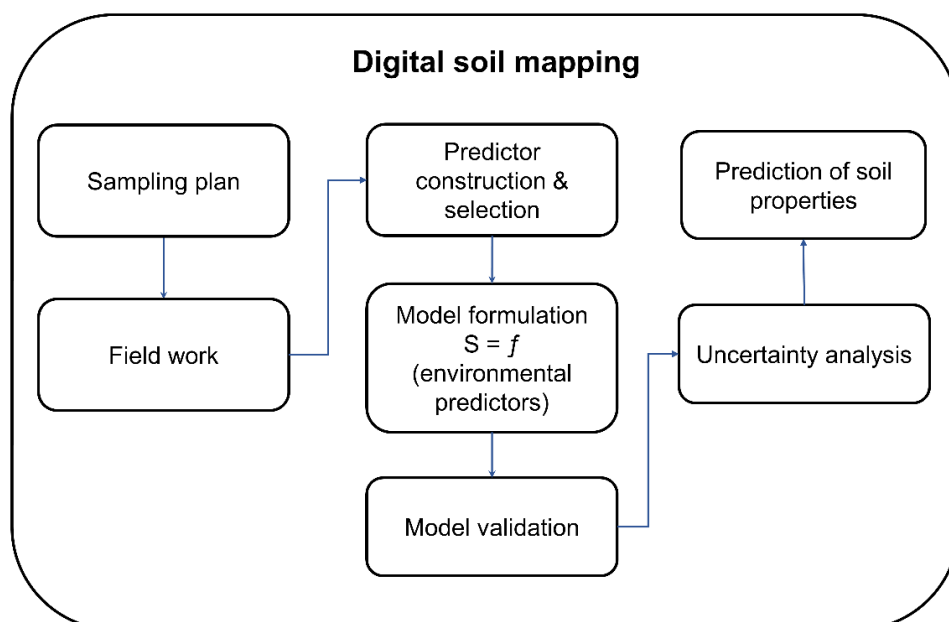 Digital soil mapping
Sampling plan
Field work
Predictor
construction &
selection
Model formulation
S = ƒ
(environmental
predictors)
Model validation
Uncertainty analysis
Prediction of soil
properties